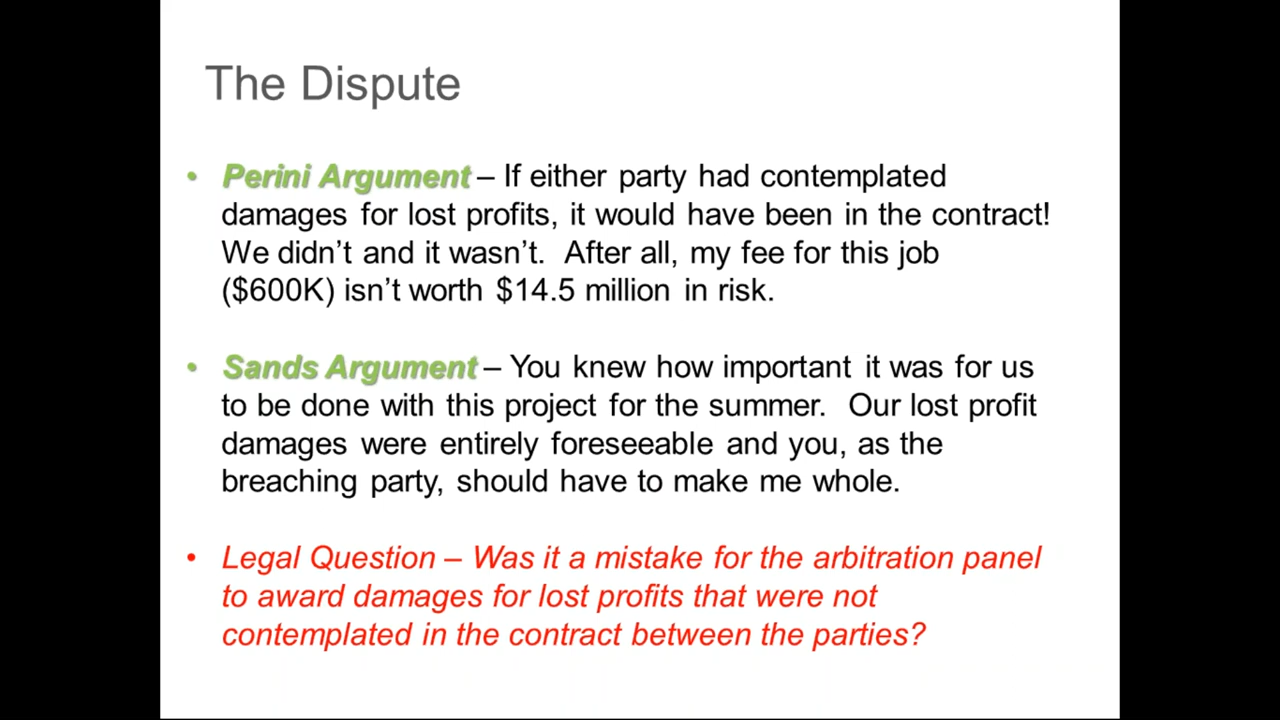 The Dispute
• Perini Argument – If either party had contemplated
damages for lost profits, it would have been in the contract!
We didn’t and it wasn’t.  After all, my fee for this job
($600K) isn’t worth $14.5 million in risk.
• Sands Argument – You knew how important it was for us
to be done with this project for the summer.  Our lost profit
damages were entirely foreseeable and you, as the
breaching party, should have to make me whole.
• Legal Question – Was it a mistake for the arbitration panel
to award damages for lost profits that were not
contemplated in the contract between the parties?